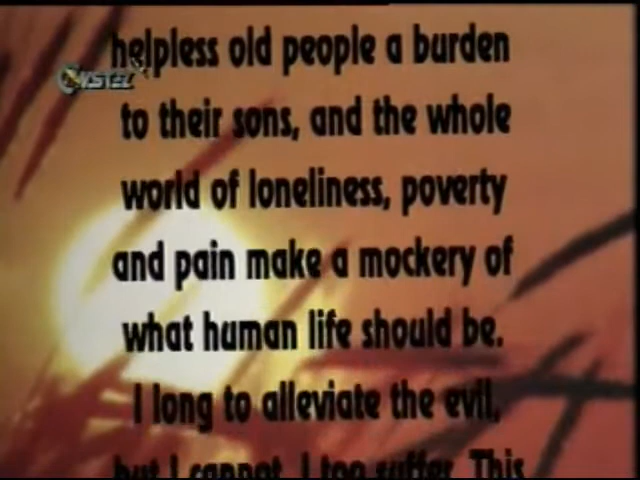 helpless old people a burden
to their sons, and the whole
world of loneliness, poverty
and pain make a mockery of
what human life should be.
I long to alleviate the evil,
but I cannot, I too suffer. This